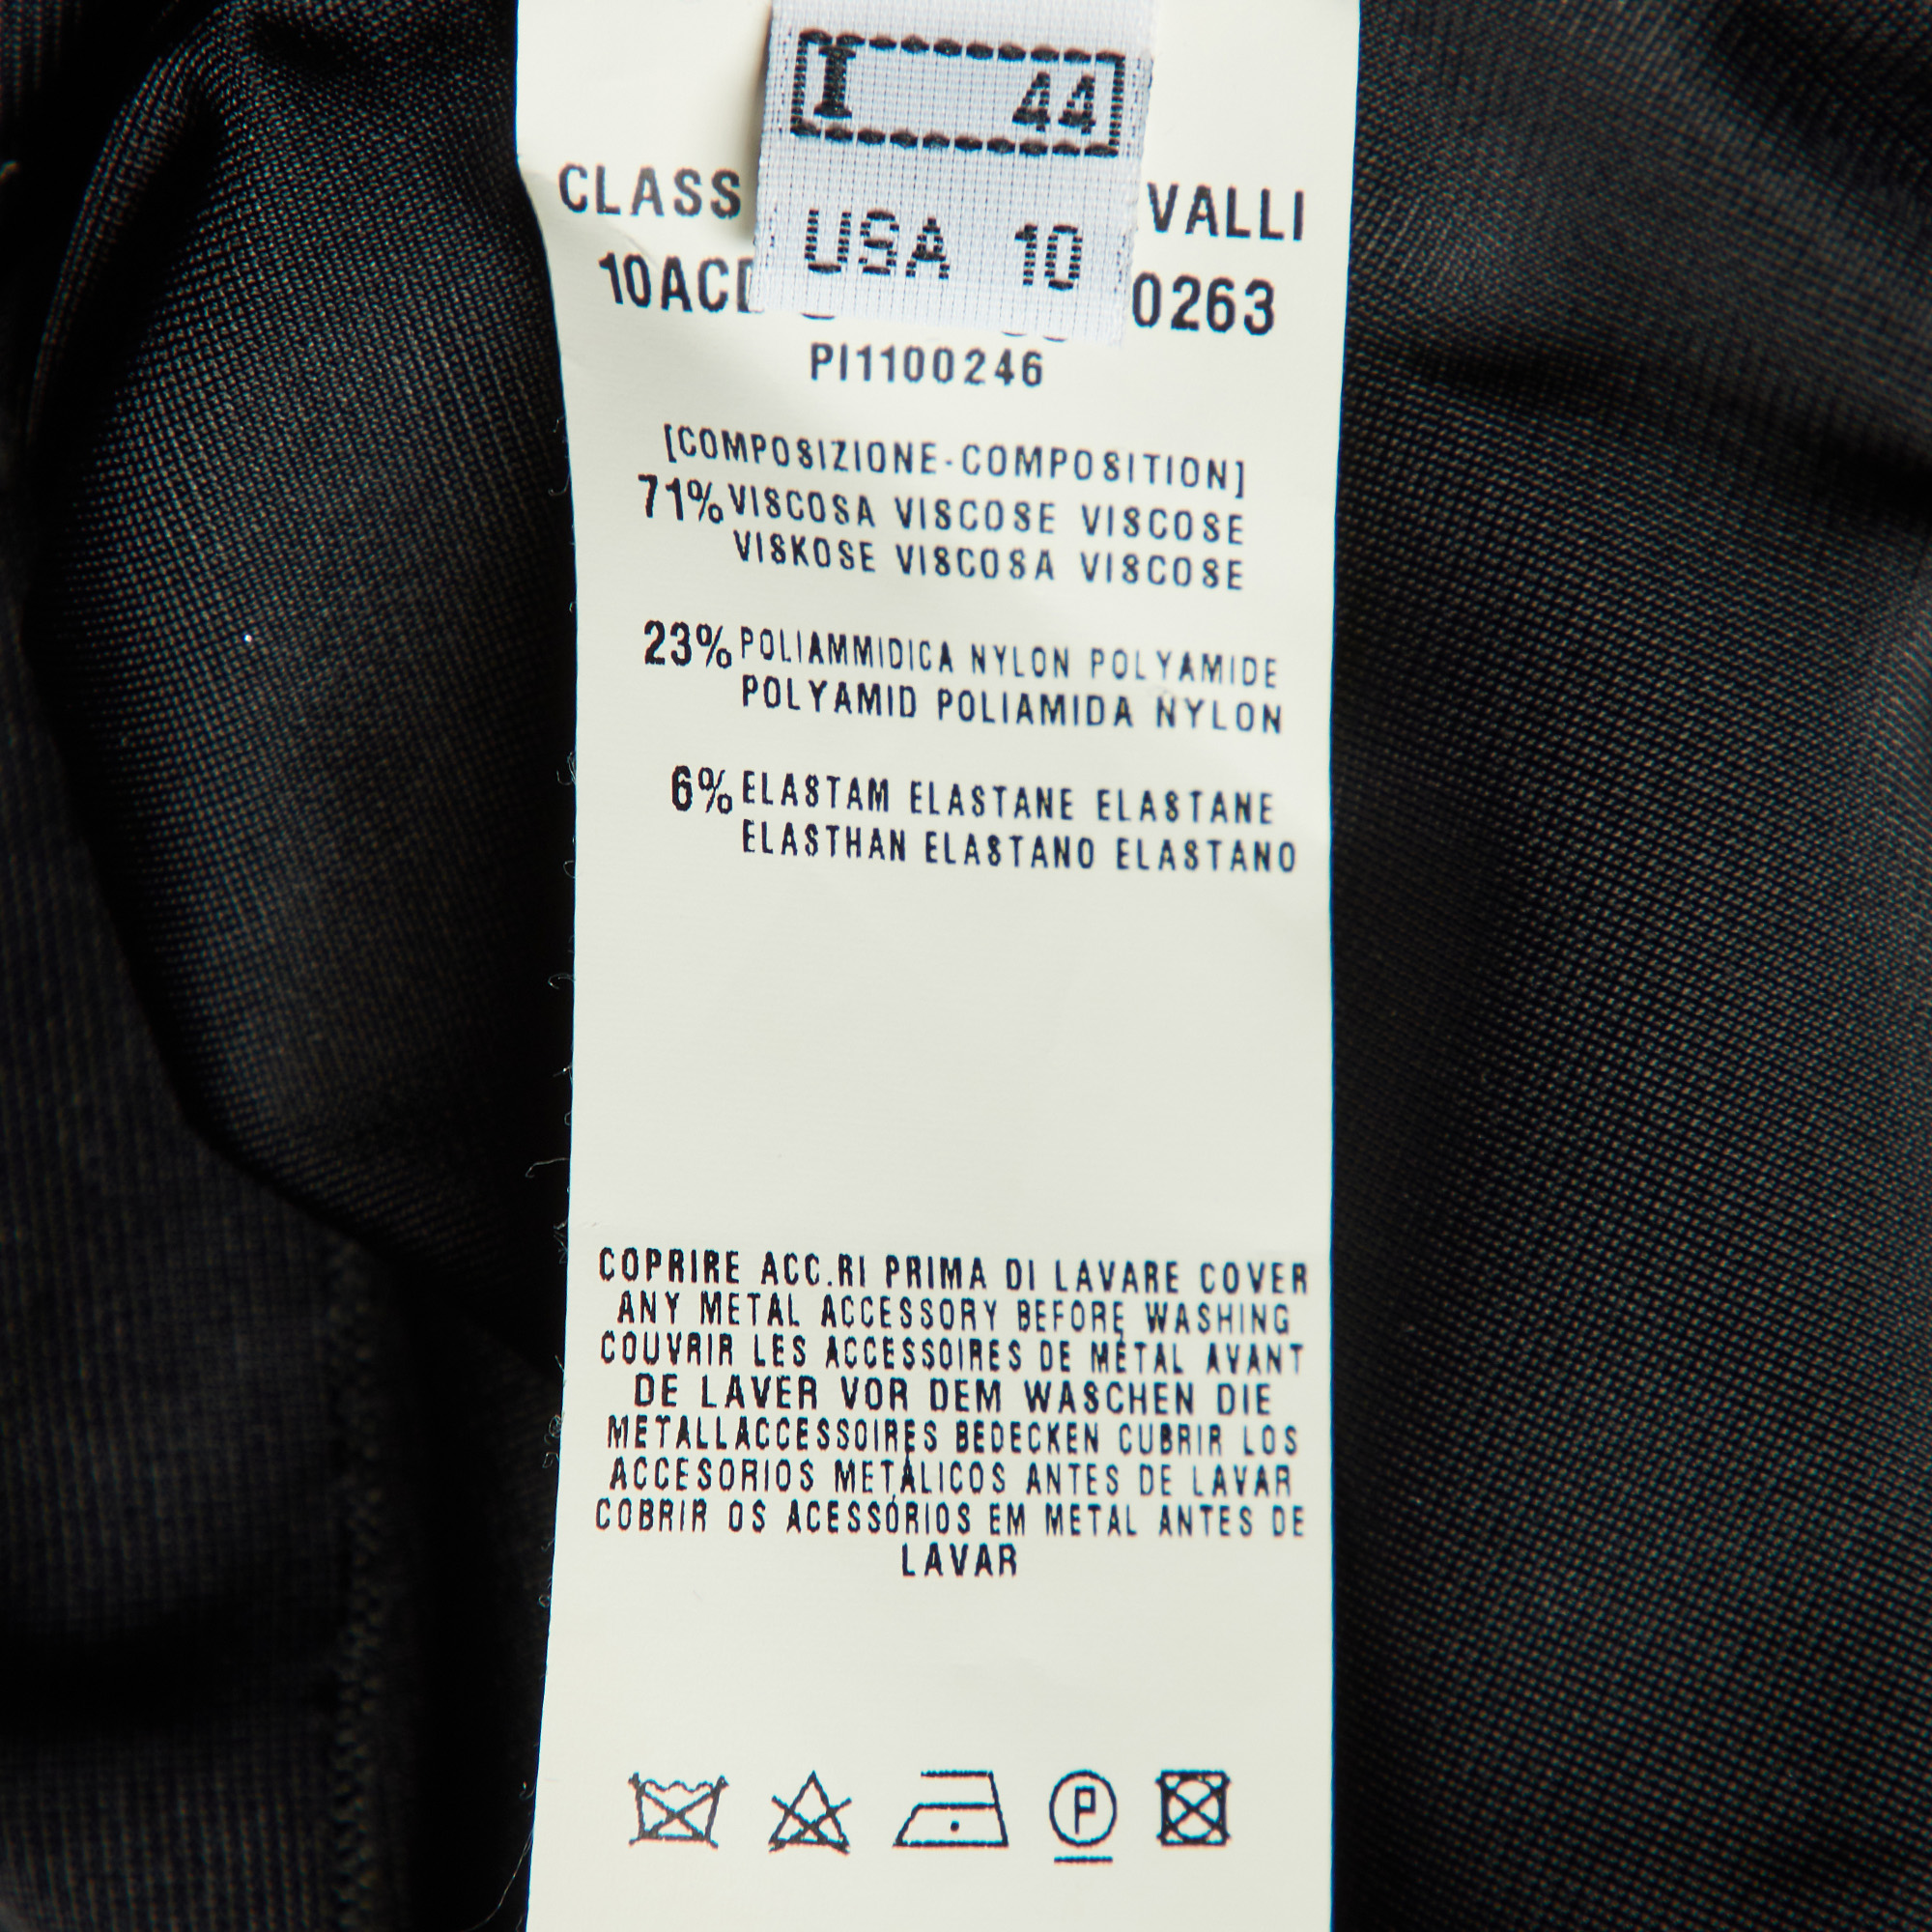 I 44
USA 10
CLASS VALLI
10AC 0263
PI1100246
[COMPOSIZIONE-COMPOSITION]
71% VISCOSA VISCOSE VISCOSE
VISKOSE VISCOSA VISCOSE
23% POLIAMMIDICA NYLON POLYAMIDE
POLYAMID POLIAMIDA NYLON
6% ELASTAM ELASTANE ELASTANE
ELASTHAN ELASTANO ELASTANO
COPRIRE ACC.RI PRIMA DI LAVARE COVER
ANY METAL ACCESSORY BEFORE WASHING
COUVRIR LES ACCESSOIRES DE MÉTAL AVANT
DE LAVER VOR DEM WASCHEN DIE
METALLACCESSOIRES BEDECKEN CUBRIR LOS
ACCESORIOS METÁLICOS ANTES DE LAVAR
COBRIR OS ACESSÓRIOS EM METAL ANTES DE
LAVAR
P